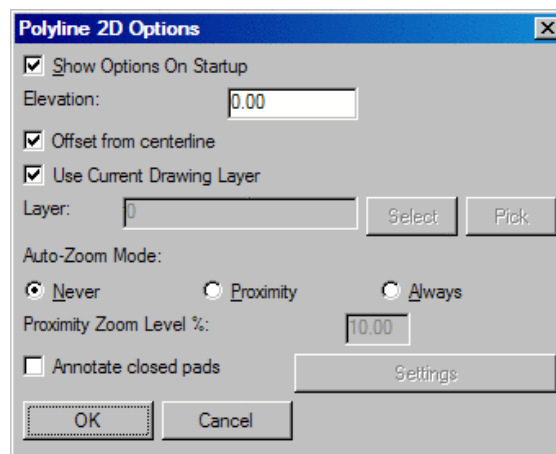 Polyline 2D Options
Show Options On Startup
Elevation: 0.00
Offset from centerline
Use Current Drawing Layer
Layer: 0 Select Pick
Auto-Zoom Mode:
Never Proximity Always
Proximity Zoom Level %: 10.00
Annotate closed pads Settings
OK Cancel